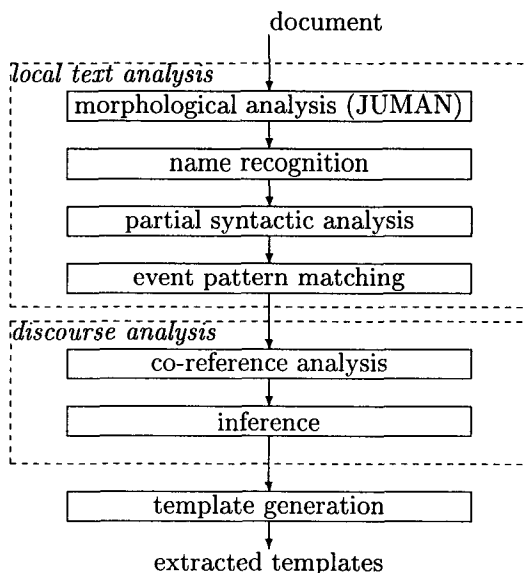 document
local text analysis
morphological analysis (JUMAN)
name recognition
partial syntactic analysis
event pattern matching
discourse analysis
co-reference analysis
inference
template generation
extracted templates